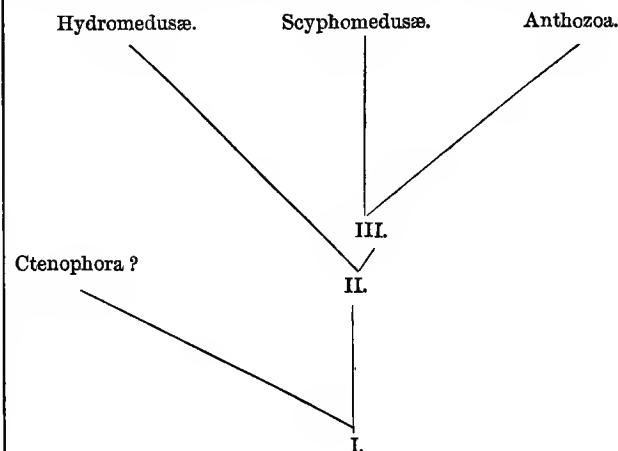 Hydromedusæ. Scyphomedusæ. Anthozoa.
III.
Ctenophora ?
II.
I.